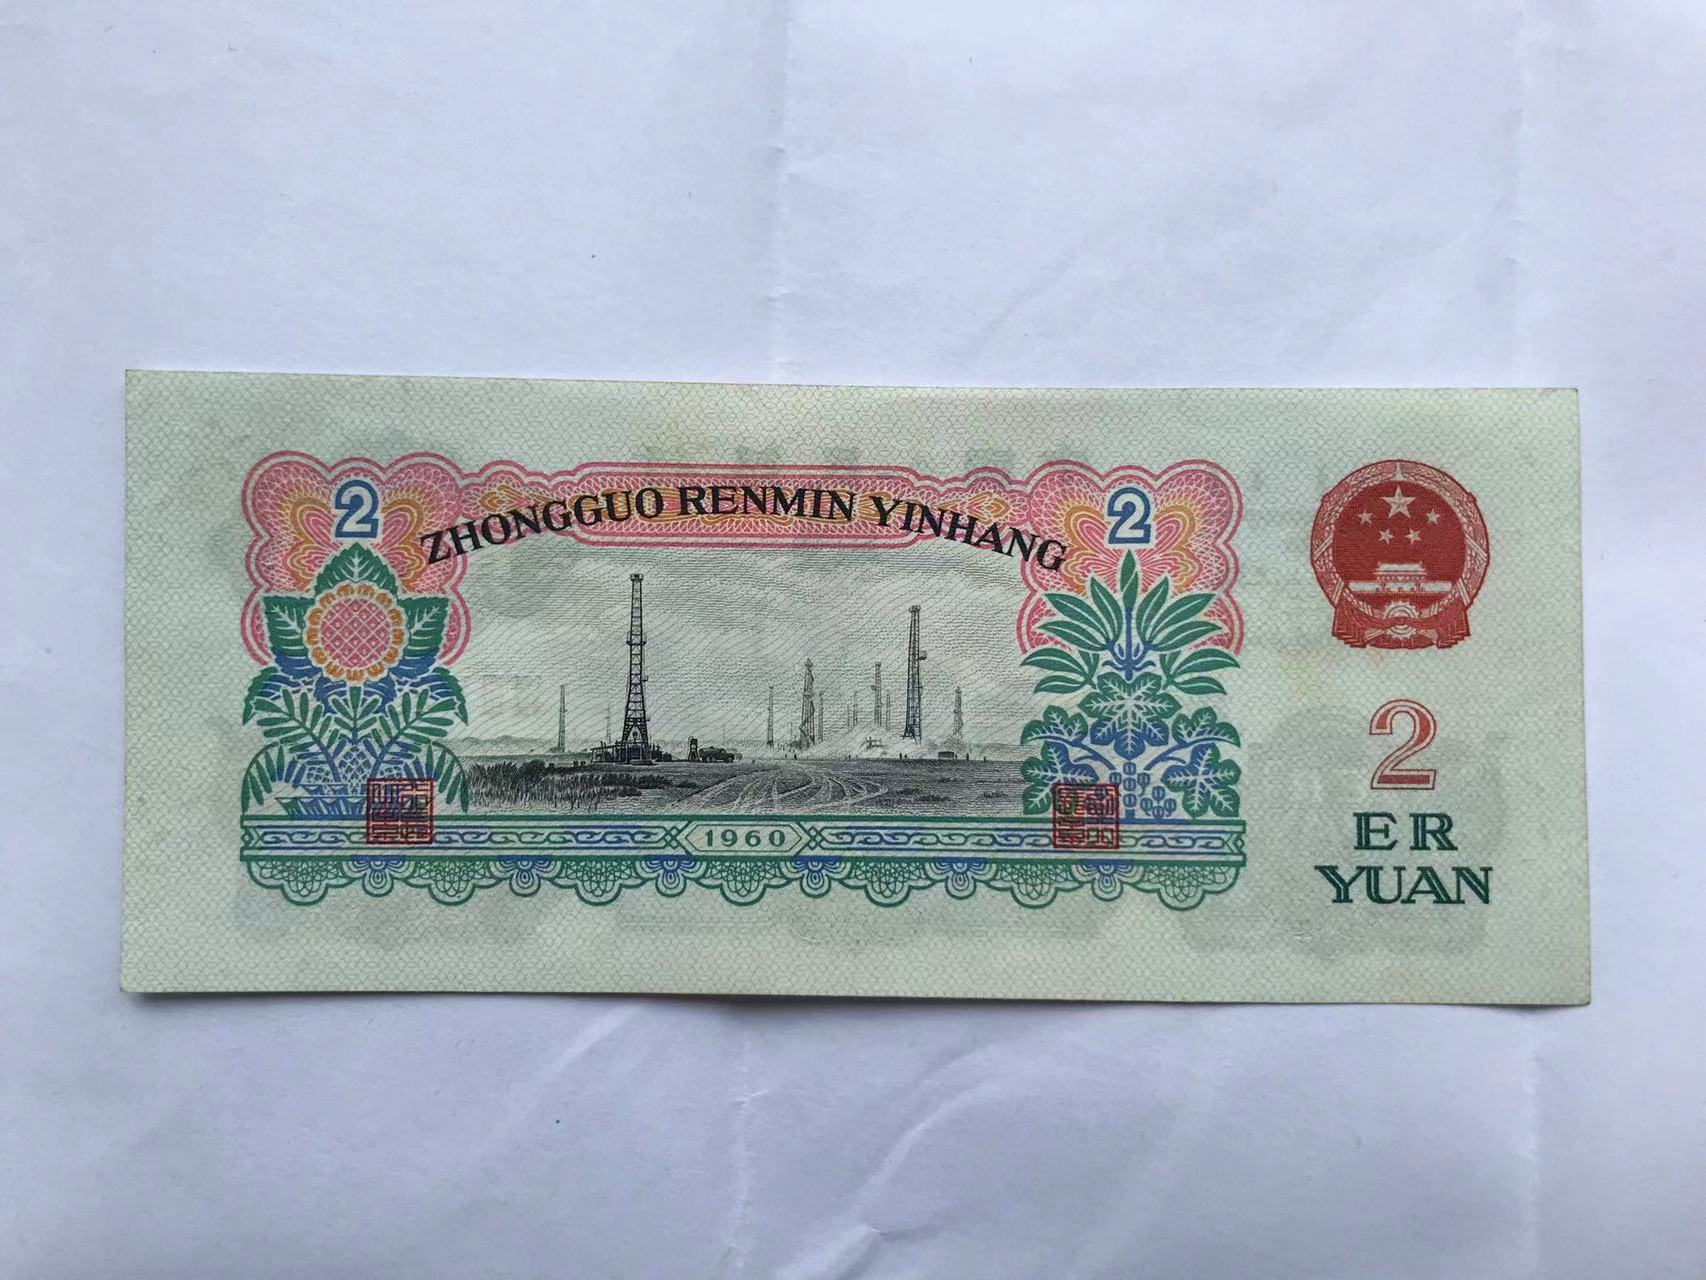 2
ZHONGGUO RENMIN YINHANG
2
1960
2
ER
YUAN